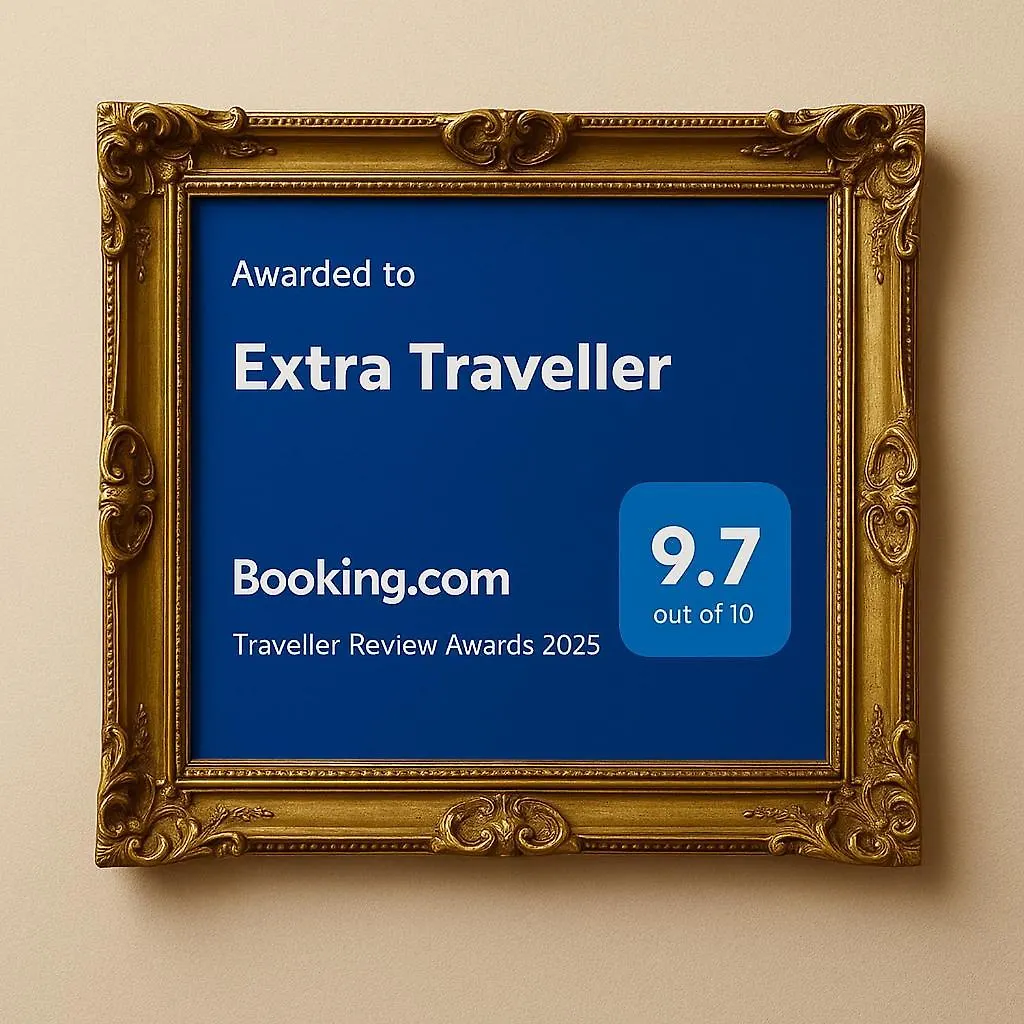 Awarded to
Extra Traveller
Booking.com
Traveller Review Awards 2025
9.7
out of 10